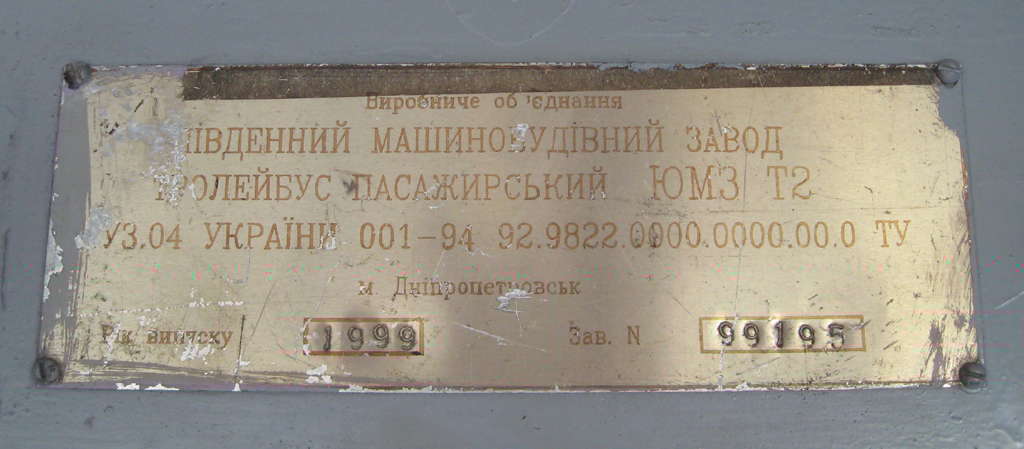 Виробниче об'єднання
ПІВДЕННИЙ МАШИНОБУДІВНИЙ ЗАВОД
ТРОЛЕЙБУС ПАСАЖИРСЬКИЙ ЮМЗ Т2
УЗ.04 УКРАЇНИ 001-94 92.9822.0000.0000.00.0 ТУ
м. Дніпропетровськ
Рік випуску 1999 Зав. N 99195